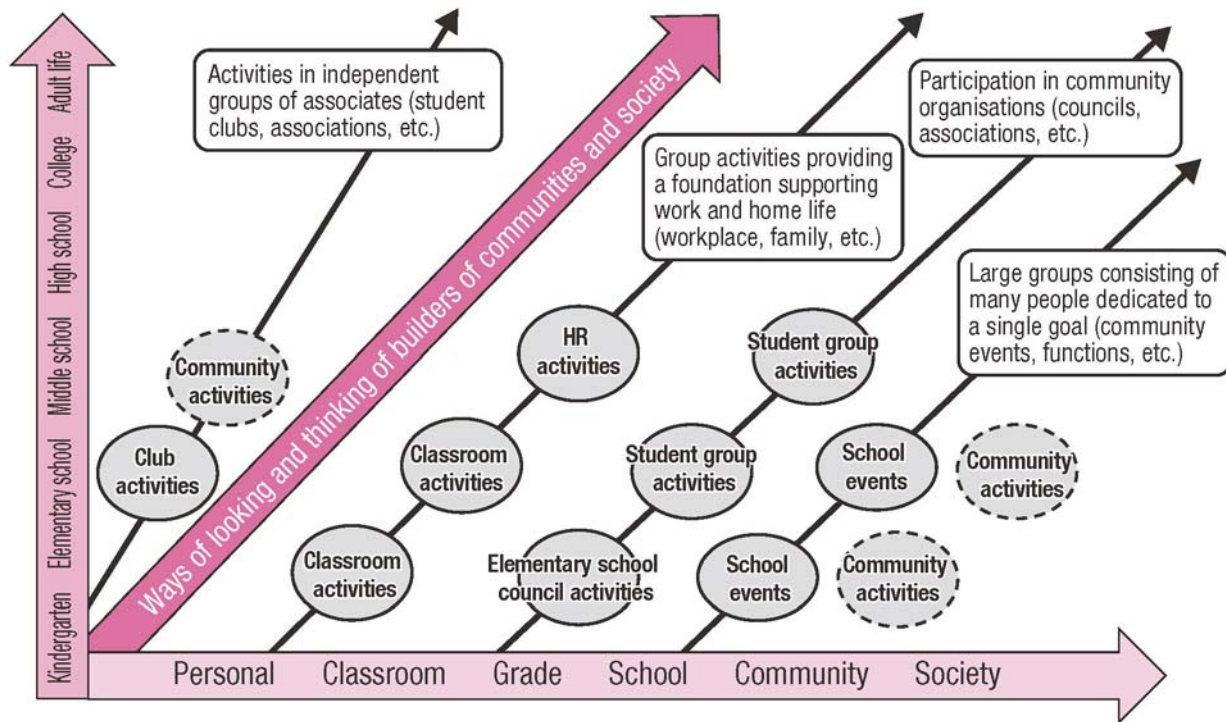 Adult life
College
High school
Middle school
Elementary school
Kindergarten
Activities in independent
groups of associates (student
clubs, associations, etc.)
Ways of looking and thinking of builders of communities and society
Group activities providing
a foundation supporting
work and home life
(workplace, family, etc.)
Participation in
community
organisations (councils,
associations, etc.)
Large groups consisting of
many people dedicated to
a single goal (community
events, functions, etc.)
Community
activities
Club
activities
HR
activities
Classroom
activities
Classroom
activities
Student group
activities
Student group
activities
Elementary school
council activities
School
events
School
events
Community
activities
Community
activities
Personal Classroom Grade School Community Society